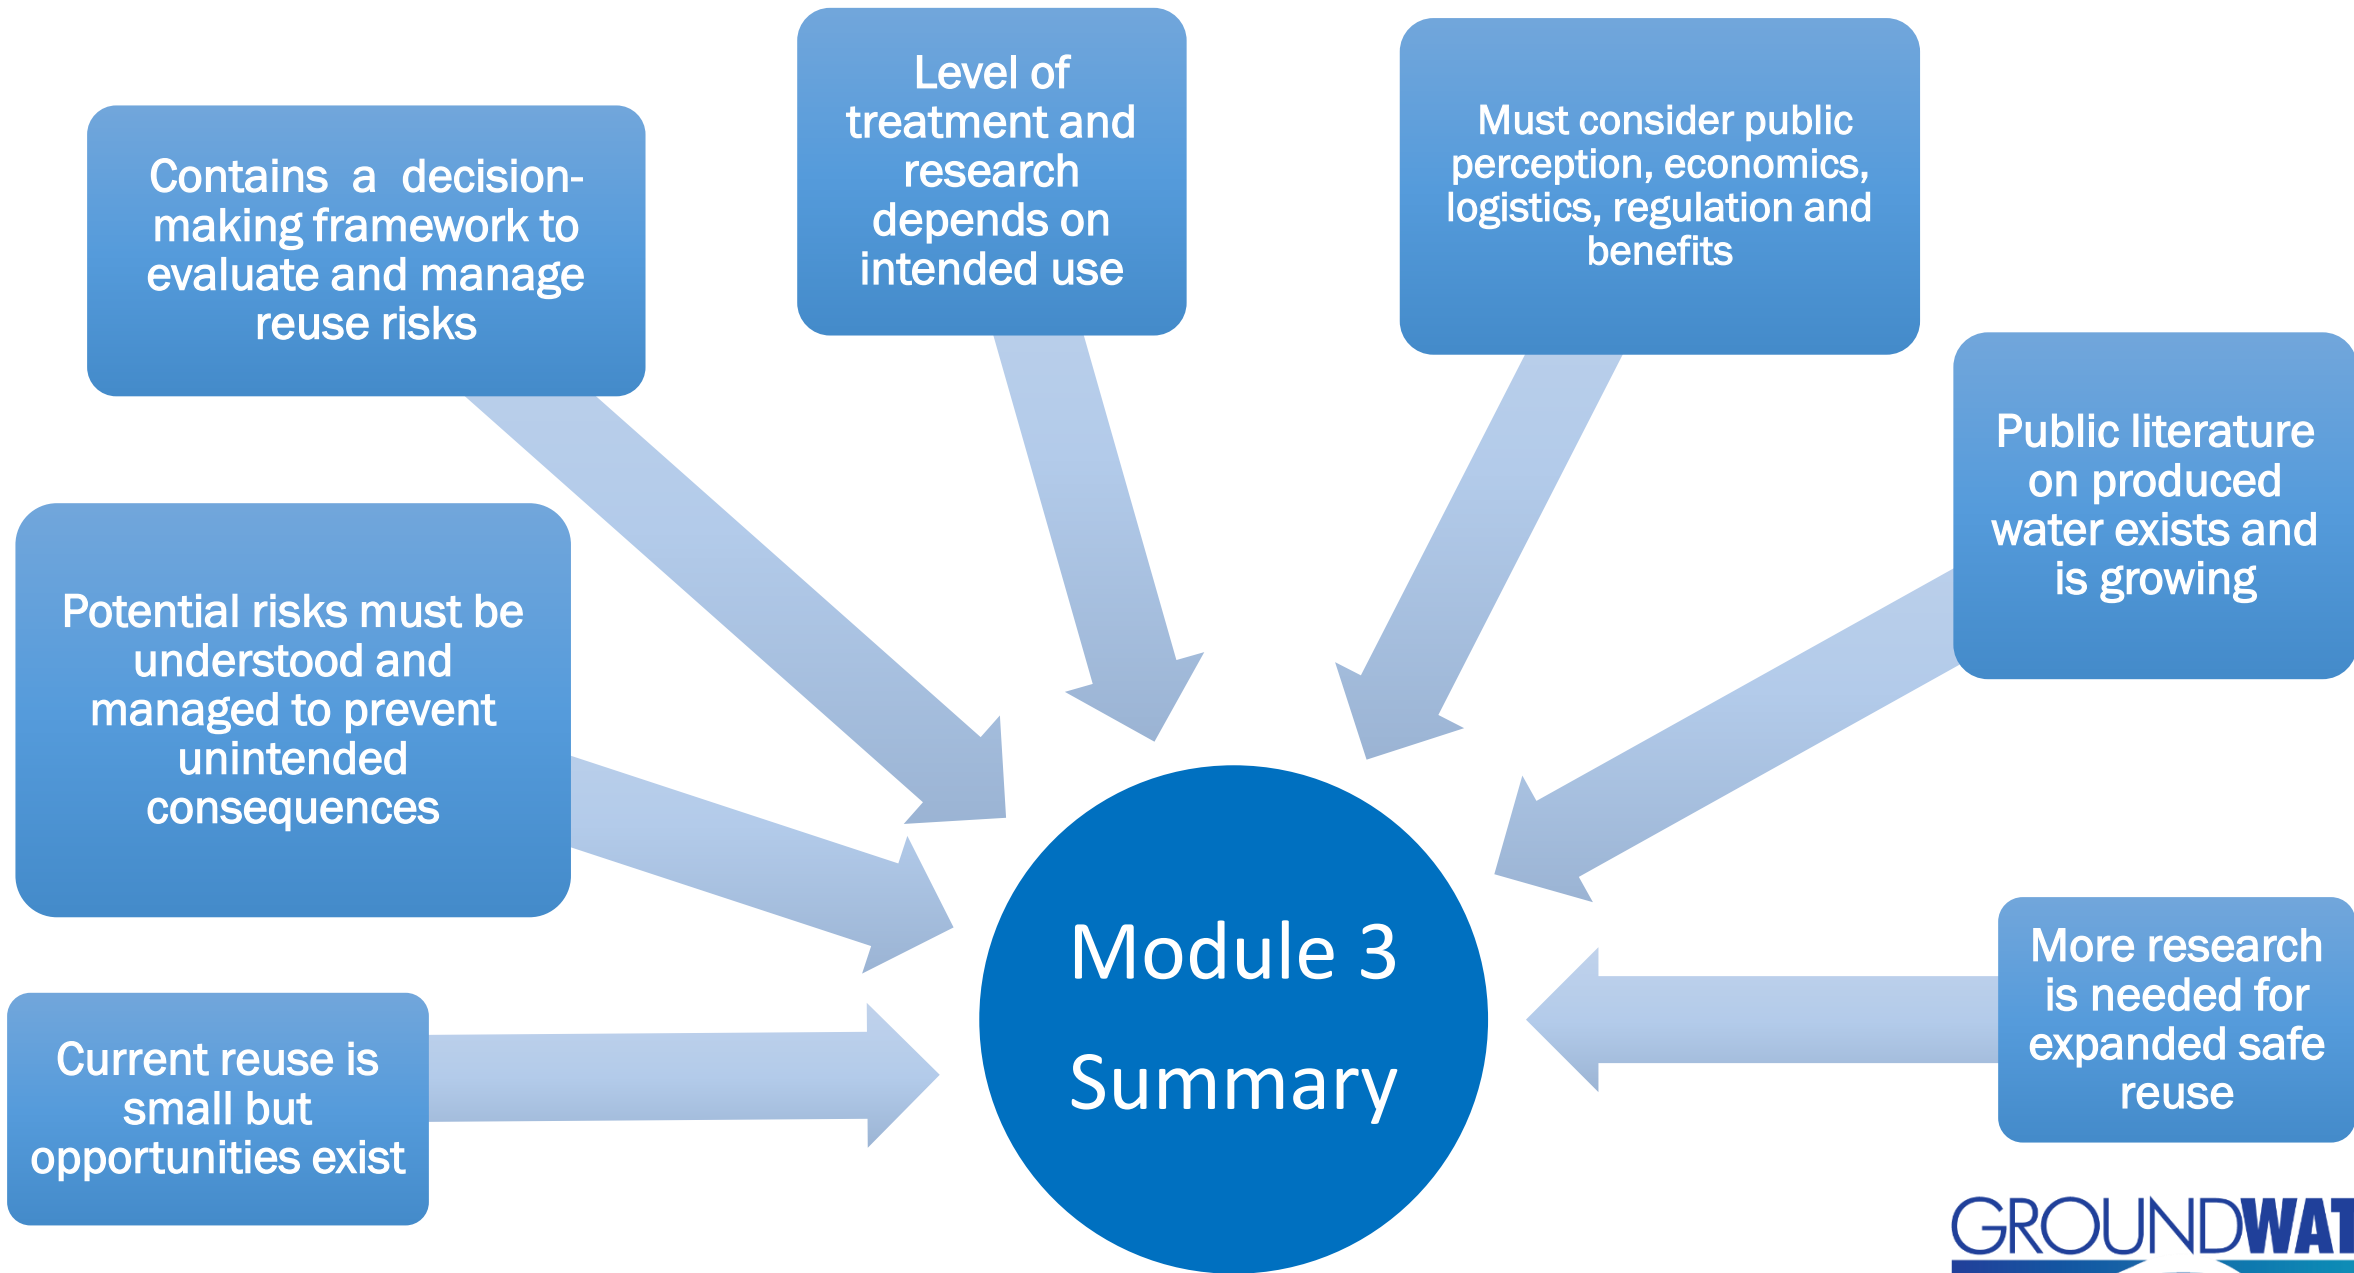 Level of
treatment and
research
depends on
intended use
Must consider public
perception, economics,
logistics, regulation and
benefits
Contains a decision-
making framework to
evaluate and manage
reuse risks
Public literature
on produced
water exists and
is growing
Potential risks must be
understood and
managed to prevent
unintended
consequences
More research
is needed for
expanded safe
reuse
Current reuse is
small but
opportunities exist
Module 3
Summary
GROUNDWAT